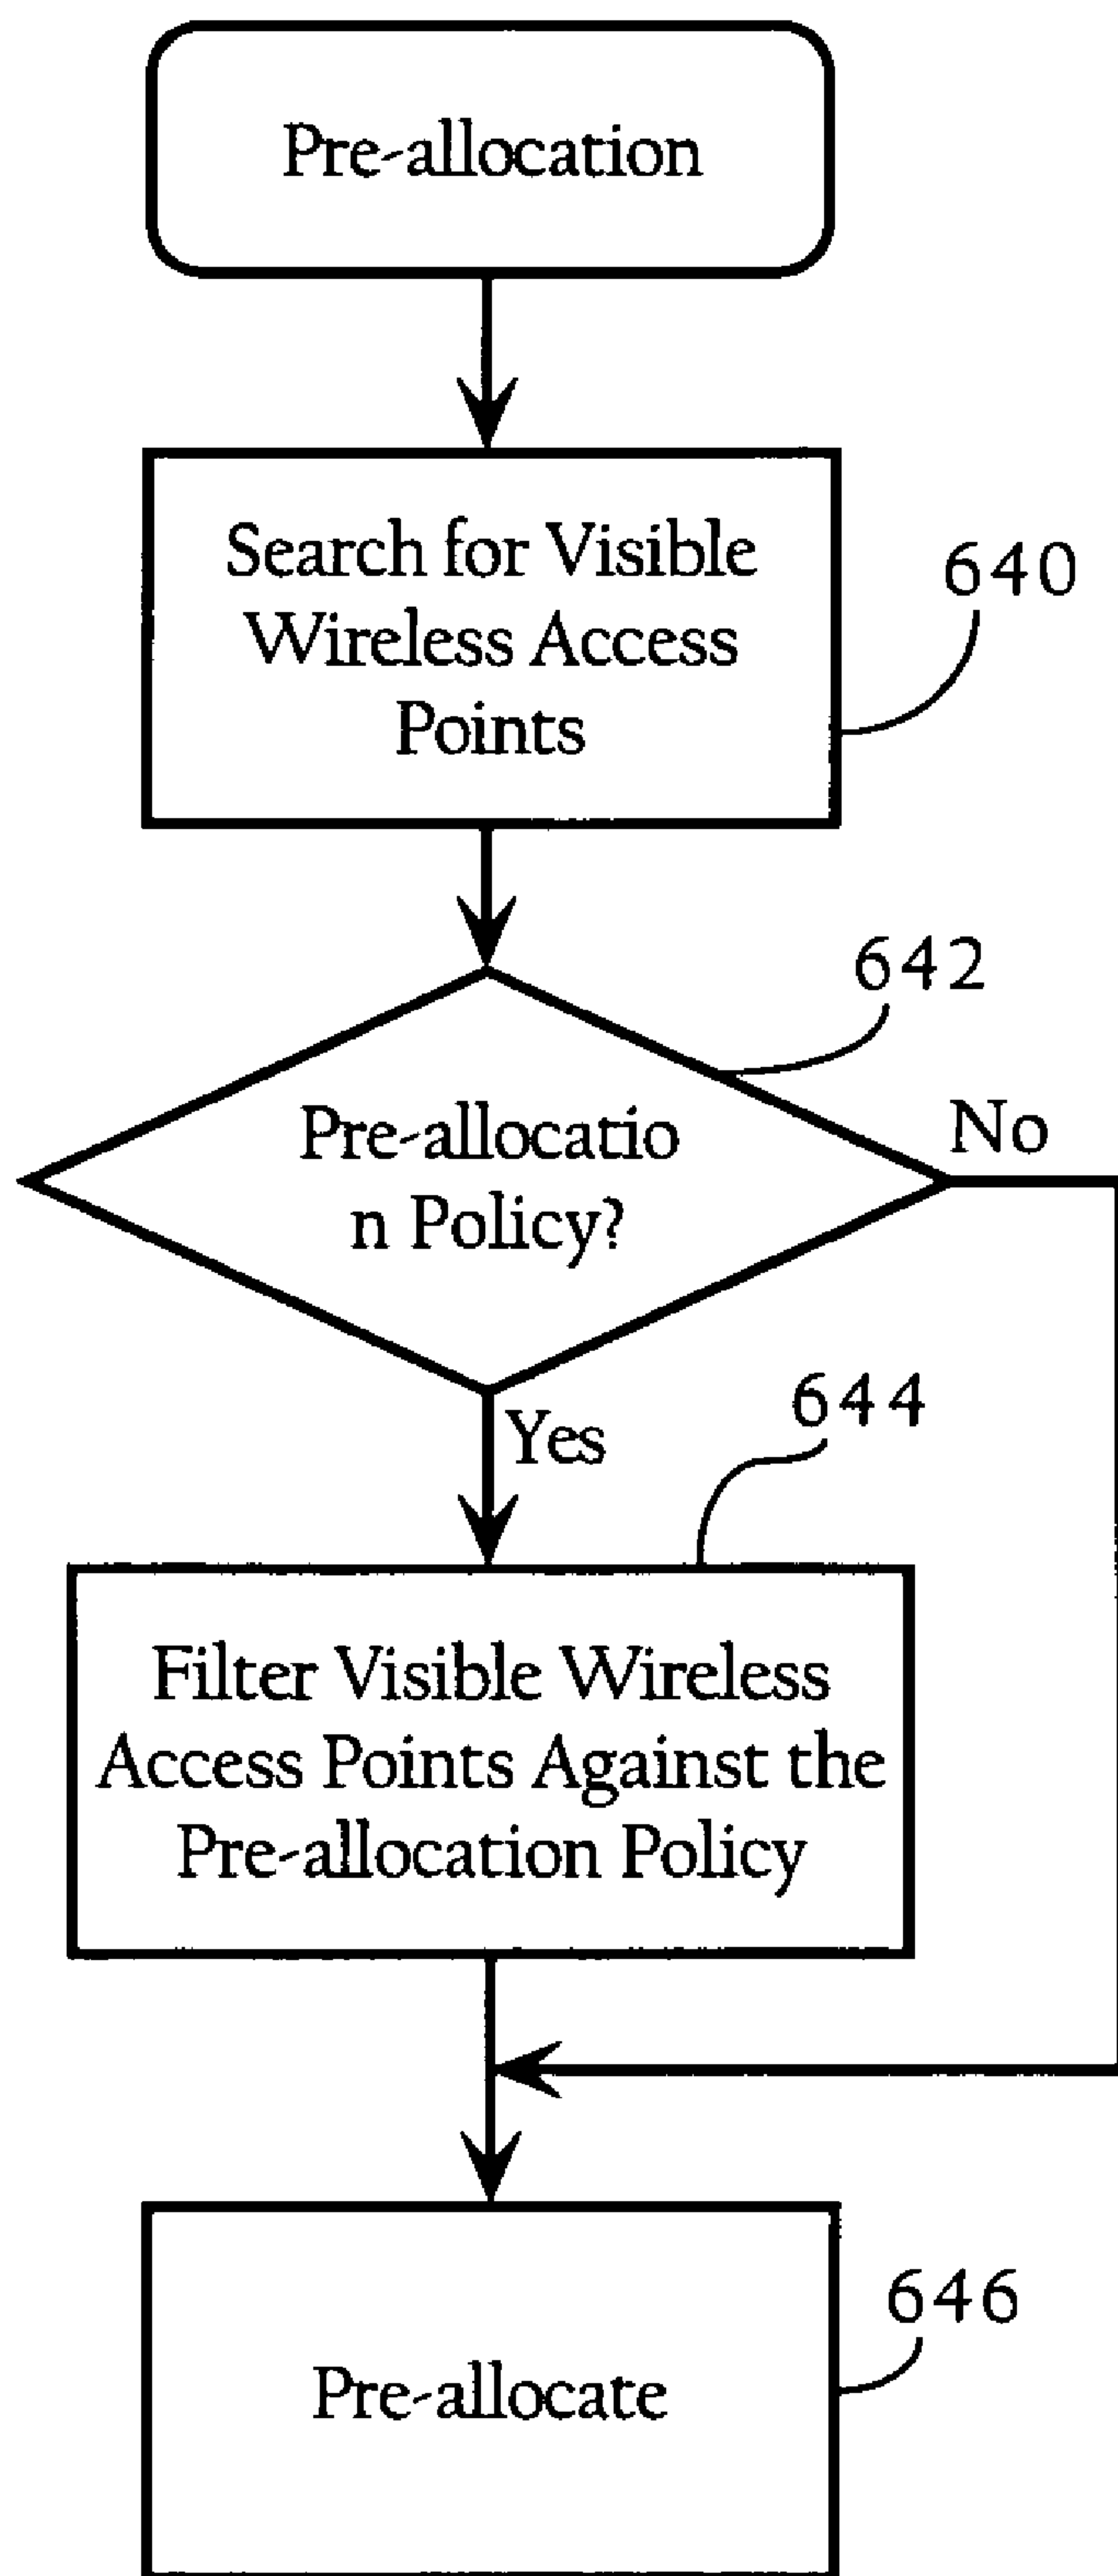 Pre-allocation
Search for Visible
Wireless Access
Points
640
642
Pre-allocatio
n Policy?
No
Yes
644
Filter Visible Wireless
Access Points Against the
Pre-allocation Policy
646
Pre-allocate